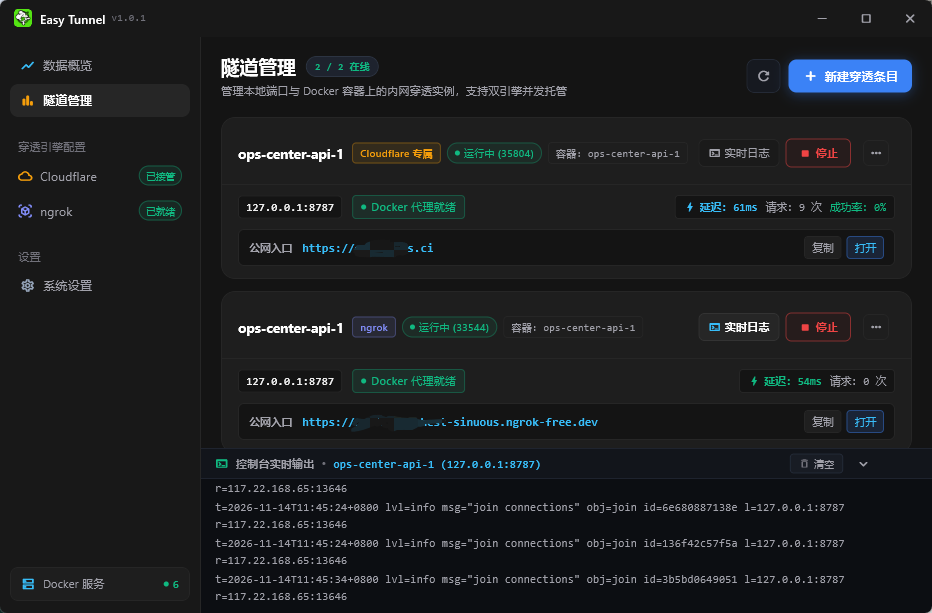 Easy Tunnel v1.0.1
数据概览
隧道管理
穿透引擎配置
Cloudflare 已接管
ngrok 已就绪
设置
系统设置
Docker 服务 6
隧道管理 2 / 2 在线
管理本地端口与 Docker 容器上的内网穿透实例，支持双引擎并发托管
+ 新建穿透条目
ops-center-api-1 Cloudflare 专属 运行中 (35804) 容器: ops-center-api-1 实时日志 停止
127.0.0.1:8787 Docker 代理就绪 延迟: 61ms 请求: 9 次 成功率: 0%
公网入口 https:// s.ci 复制 打开
ops-center-api-1 ngrok 运行中 (33544) 容器: ops-center-api-1 实时日志 停止
127.0.0.1:8787 Docker 代理就绪 延迟: 54ms 请求: 0 次
公网入口 https:// -sinuous.ngrok-free.dev 复制 打开
控制台实时输出 • ops-center-api-1 (127.0.0.1:8787) 清空
r=117.22.168.65:13646
t=2026-11-14T11:45:24+0800 lvl=info msg="join connections" obj=join id=6e680887138e l=127.0.0.1:8787
r=117.22.168.65:13646
t=2026-11-14T11:45:34+0800 lvl=info msg="join connections" obj=join id=136f42c57f5a l=127.0.0.1:8787
r=117.22.168.65:13646
t=2026-11-14T11:45:34+0800 lvl=info msg="join connections" obj=join id=3b5bd0649051 l=127.0.0.1:8787
r=117.22.168.65:13646